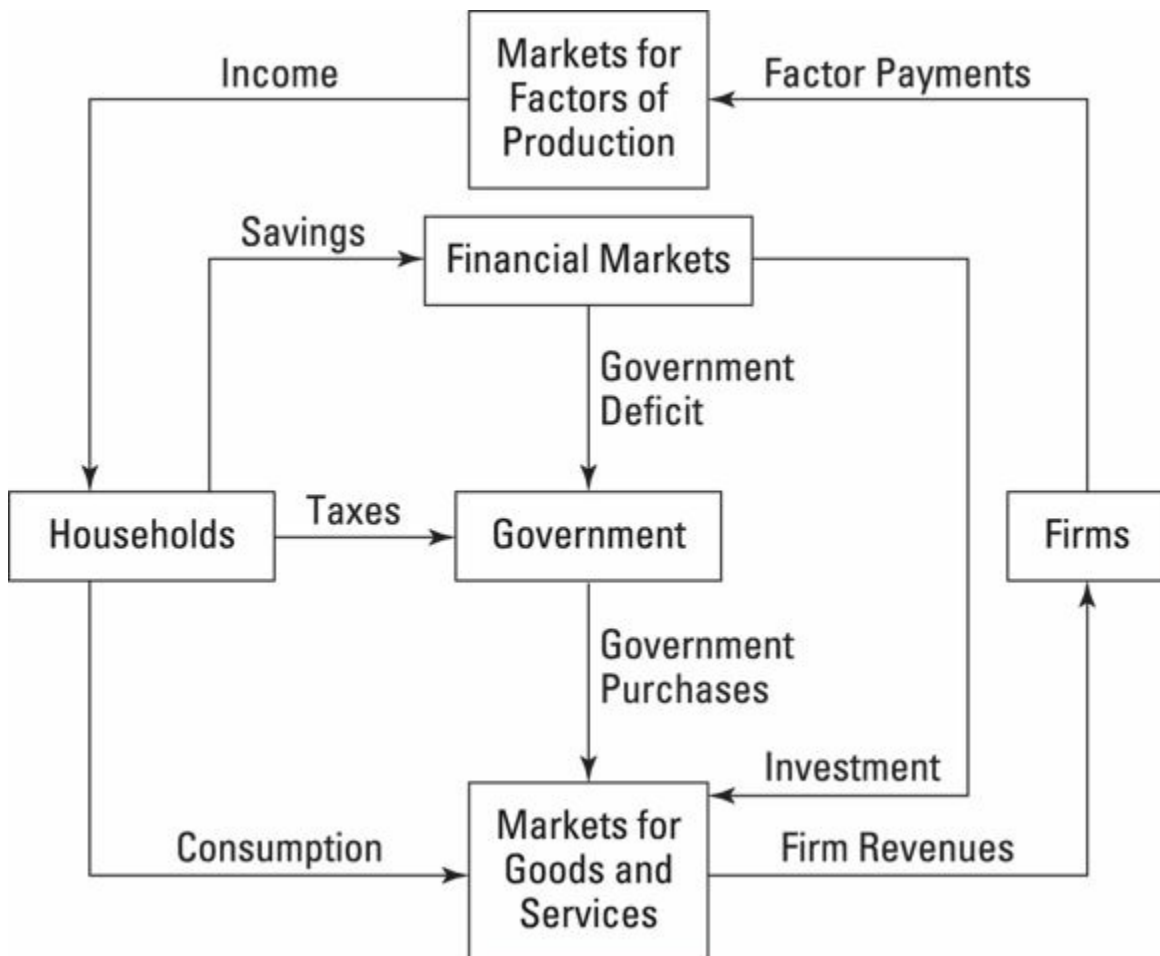 Income
Markets for
Factors of
Production
Factor Payments
Savings
Financial Markets
Government
Deficit
Households
Taxes
Government
Firms
Government
Purchases
Investment
Consumption
Markets for
Goods and
Services
Firm Revenues